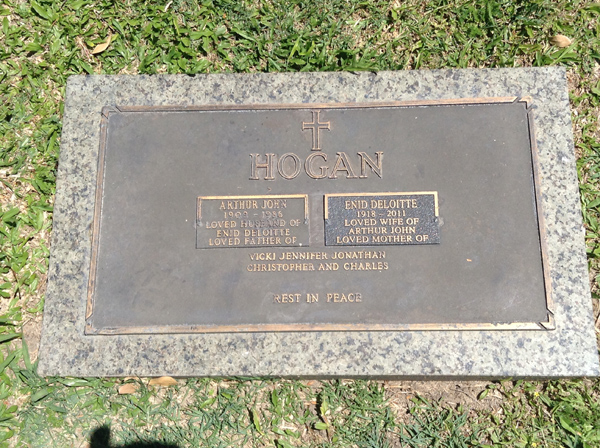 HOGAN
ARTHUR JOHN
LOVED HUSBAND OF
ENID DELOITTE
LOVED FATHER OF
ENID DELOITTE
1918 - 2011
LOVED WIFE OF
ARTHUR JOHN
LOVED MOTHER OF
VICKI JENNIFER JONATHAN
CHRISTOPHER AND CHARLES
REST IN PEACE